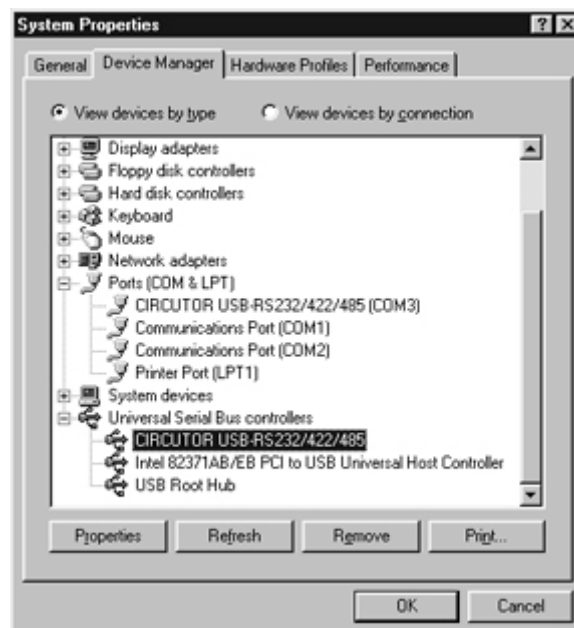 System Properties
General Device Manager Hardware Profiles Performance
View devices by type View devices by connection
Display adapters
Floppy disk controllers
Hard disk controllers
Keyboard
Mouse
Network adapters
Ports (COM & LPT)
CIRCUTOR USB-RS232/422/485 (COM3)
Communications Port (COM1)
Communications Port (COM2)
Printer Port (LPT1)
System devices
Universal Serial Bus controllers
CIRCUTOR USB-RS232/422/485
Intel 82371AB/EB PCI to USB Universal Host Controller
USB Root Hub
Properties Refresh Remove Print...
OK Cancel